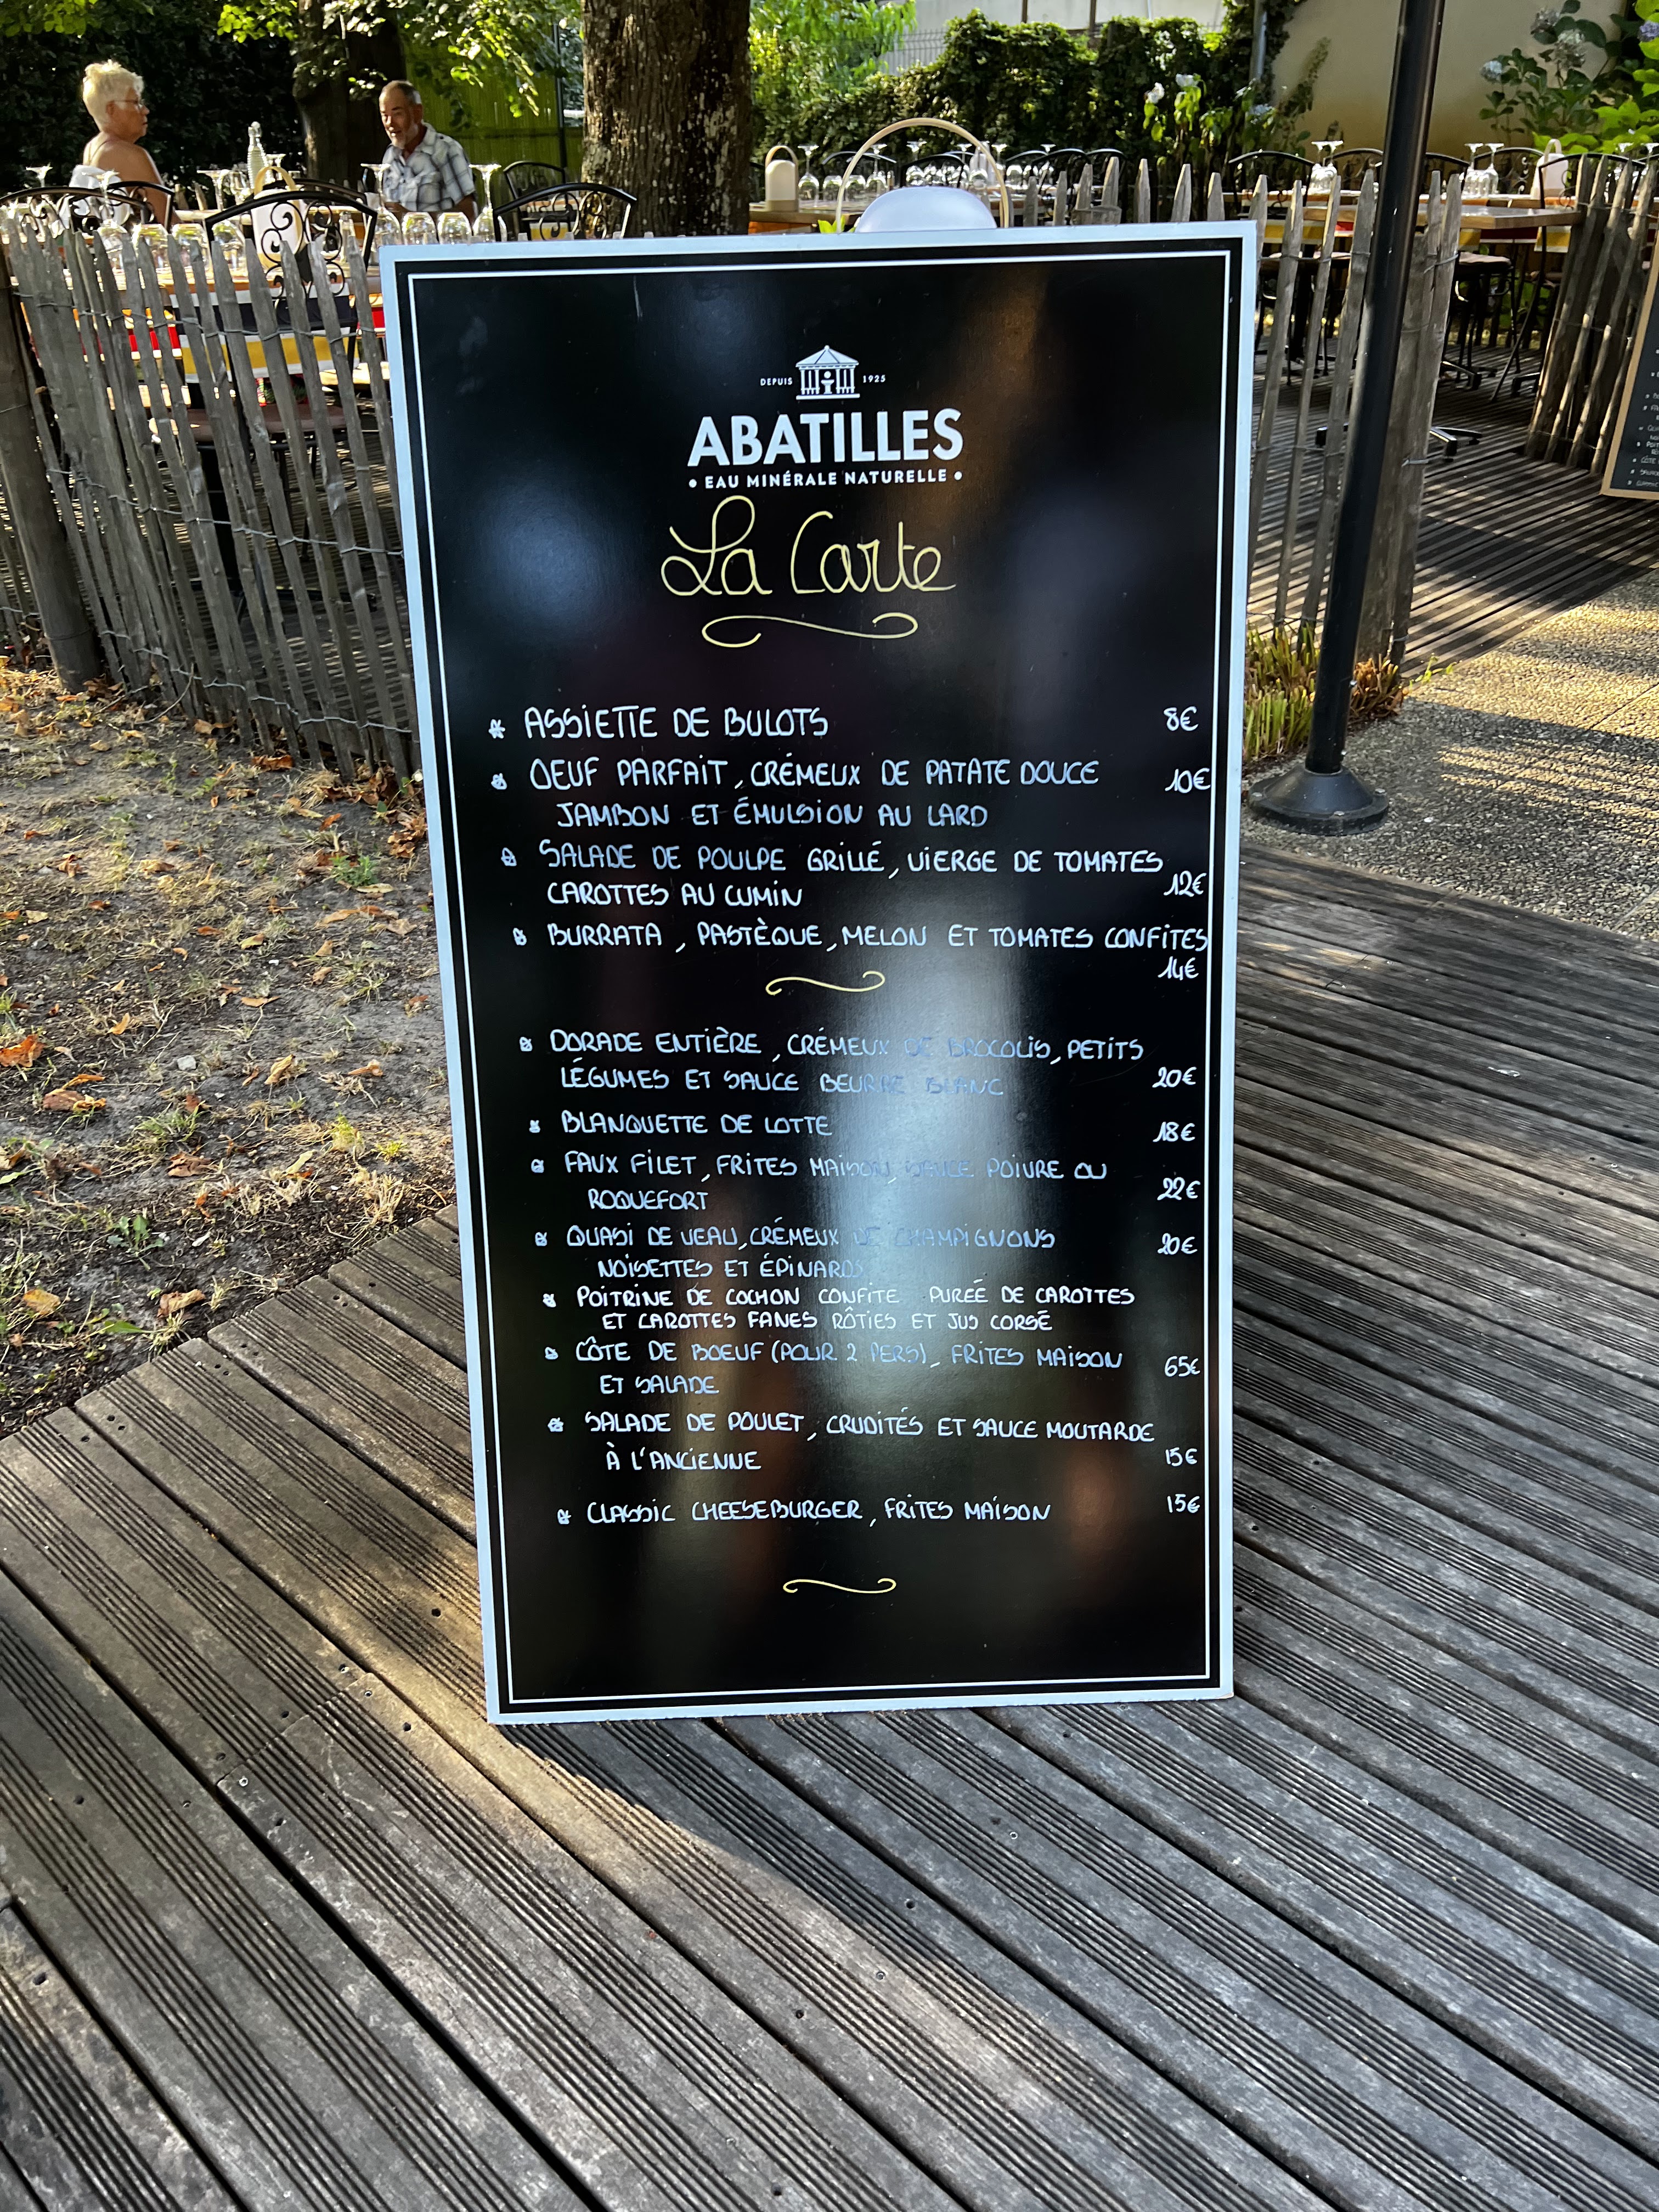 DEPUIS 1925
ABATILLES
• EAU MINÉRALE NATURELLE •
La Carte
ASSIETTE DE BULOTS 8€
OEUF PARFAIT, CRÉMEUX DE PATATE DOUCE 10€
JAMBON ET ÉMULSION AU LARD
SALADE DE POULPE GRILLÉ, VIERGE DE TOMATES
CAROTTES AU CUMIN 12€
BURRATA, PASTÈQUE, MELON ET TOMATES CONFITES
14€
DORADE ENTIÈRE, CRÉMEUX DE BROCOLIS, PETITS
LÉGUMES ET SAUCE BEURRE BLANC 20€
BLANQUETTE DE LOTTE 18€
FAUX FILET, FRITES MAISON, SAUCE POIVRE OU
ROQUEFORT 22€
QUASI DE VEAU, CRÉMEUX DE CHAMPIGNONS 20€
NOISETTES ET ÉPINARDS
POITRINE DE COCHON CONFITE PURÉE DE CAROTTES
ET CAROTTES FANES RÔTIES ET JUS CORSÉ
CÔTE DE BOEUF (POUR 2 PERS), FRITES MAISON 65€
ET SALADE
SALADE DE POULET, CRUDITÉS ET SAUCE MOUTARDE
À L'ANCIENNE 15€
CLASSIC CHEESEBURGER, FRITES MAISON 15€